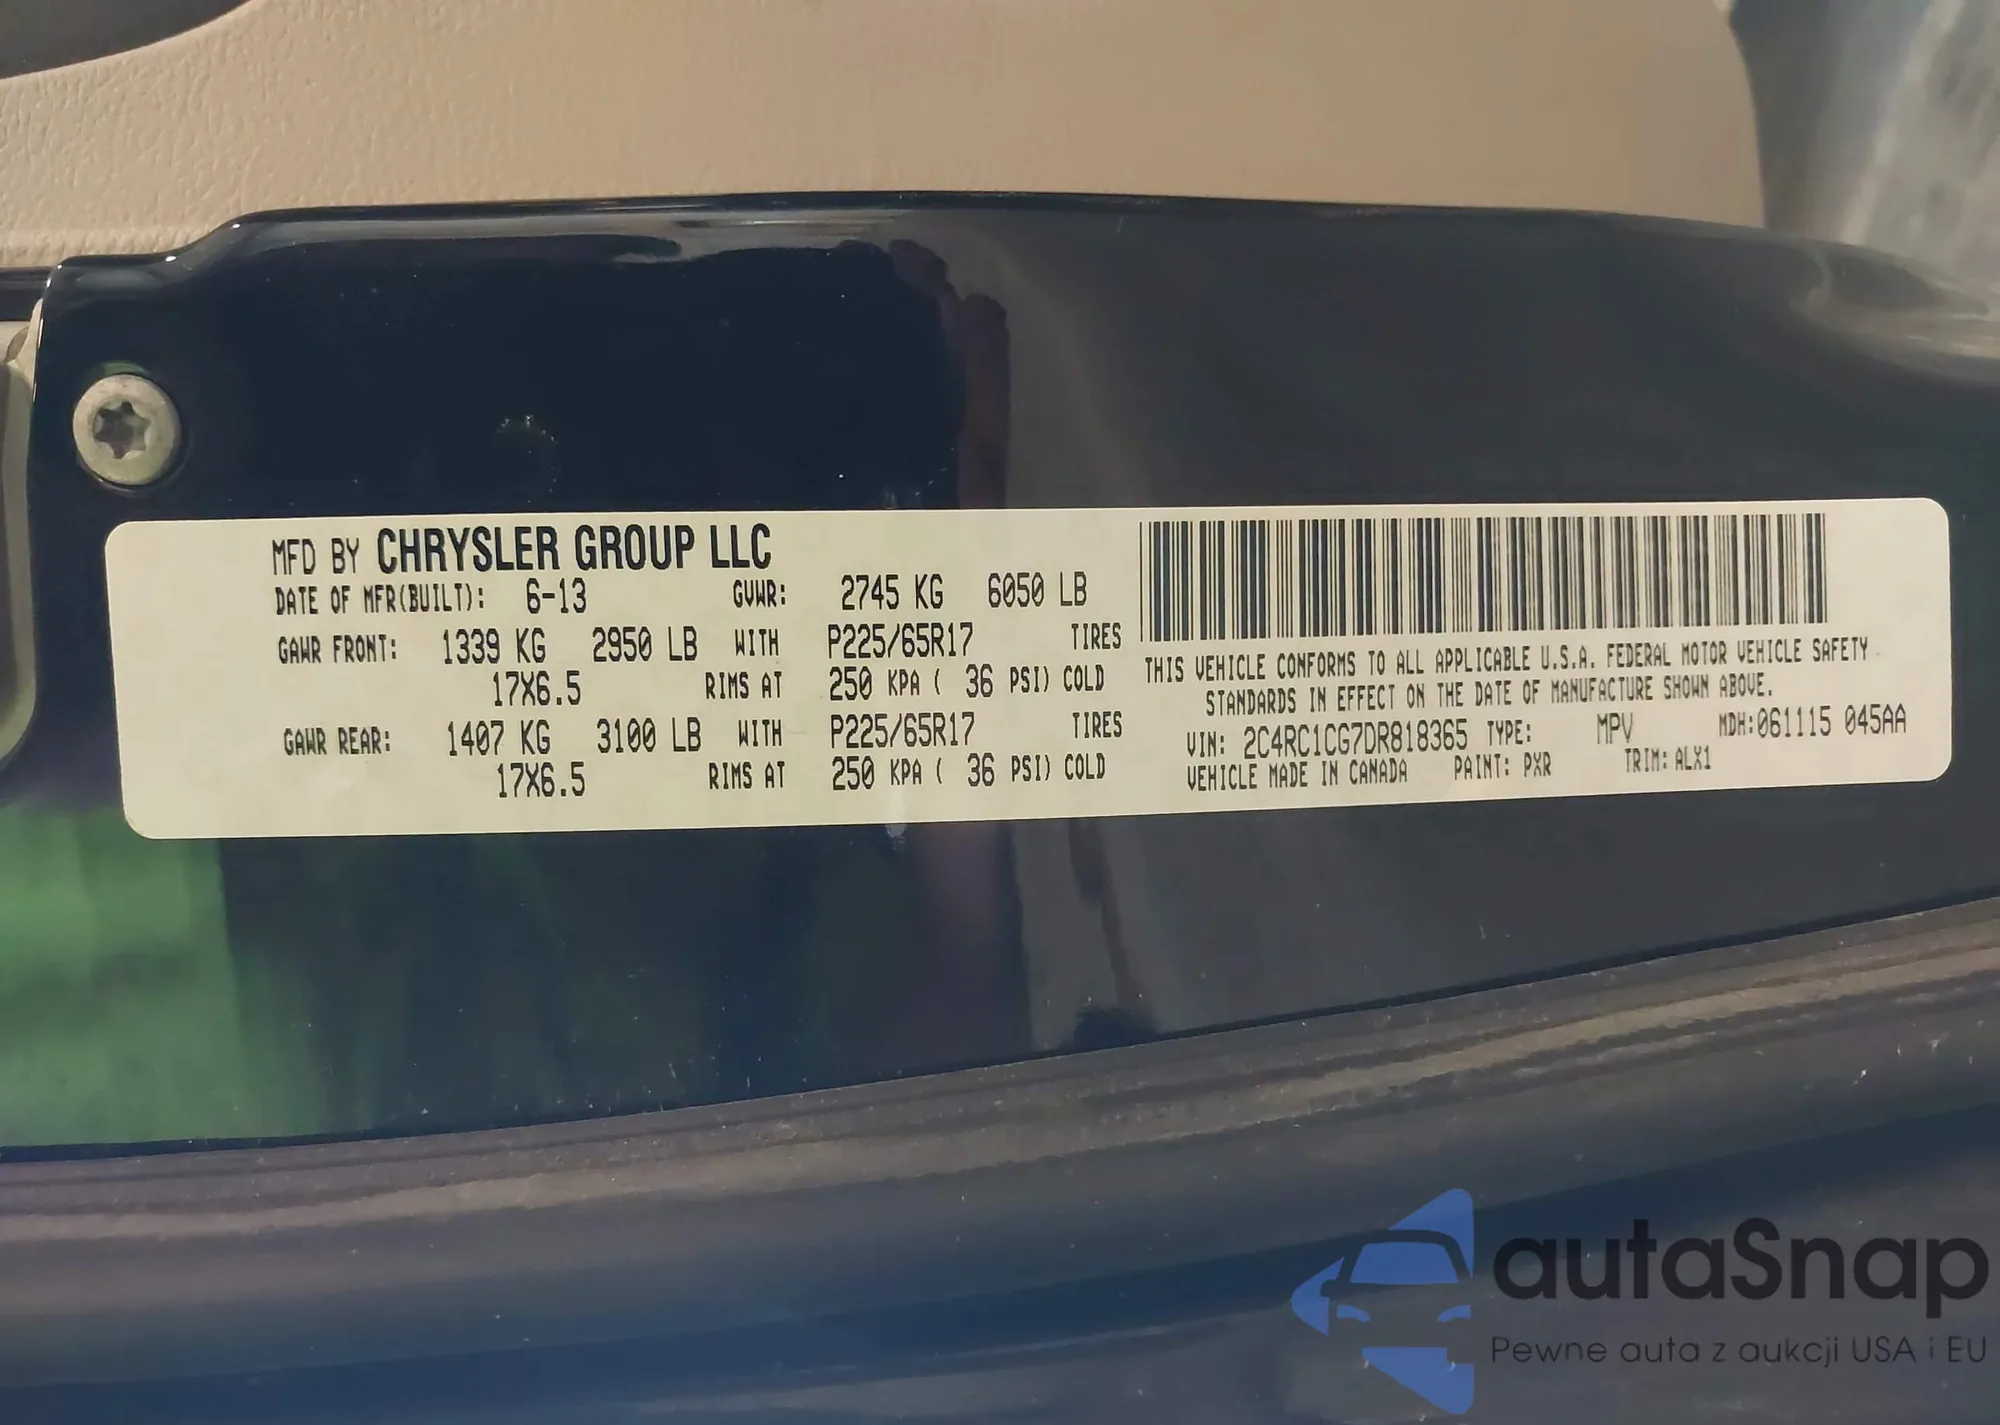 MFD BY CHRYSLER GROUP LLC
DATE OF MFR(BUILT): 6-13 GVWR: 2745 KG 6050 LB
GAWR FRONT: 1339 KG 2950 LB WITH P225/65R17 TIRES
17X6.5 RIMS AT 250 KPA ( 36 PSI) COLD
GAWR REAR: 1407 KG 3100 LB WITH P225/65R17 TIRES
17X6.5 RIMS AT 250 KPA ( 36 PSI) COLD
THIS VEHICLE CONFORMS TO ALL APPLICABLE U.S.A. FEDERAL MOTOR VEHICLE SAFETY
STANDARDS IN EFFECT ON THE DATE OF MANUFACTURE SHOWN ABOVE.
VIN: 2C4RC1CG7DR818365 TYPE: MPV MDH:061115 045AA
VEHICLE MADE IN CANADA PAINT: PXR TRIM: ALX1
autaSnap
Pewne auta z aukcji USA i EU